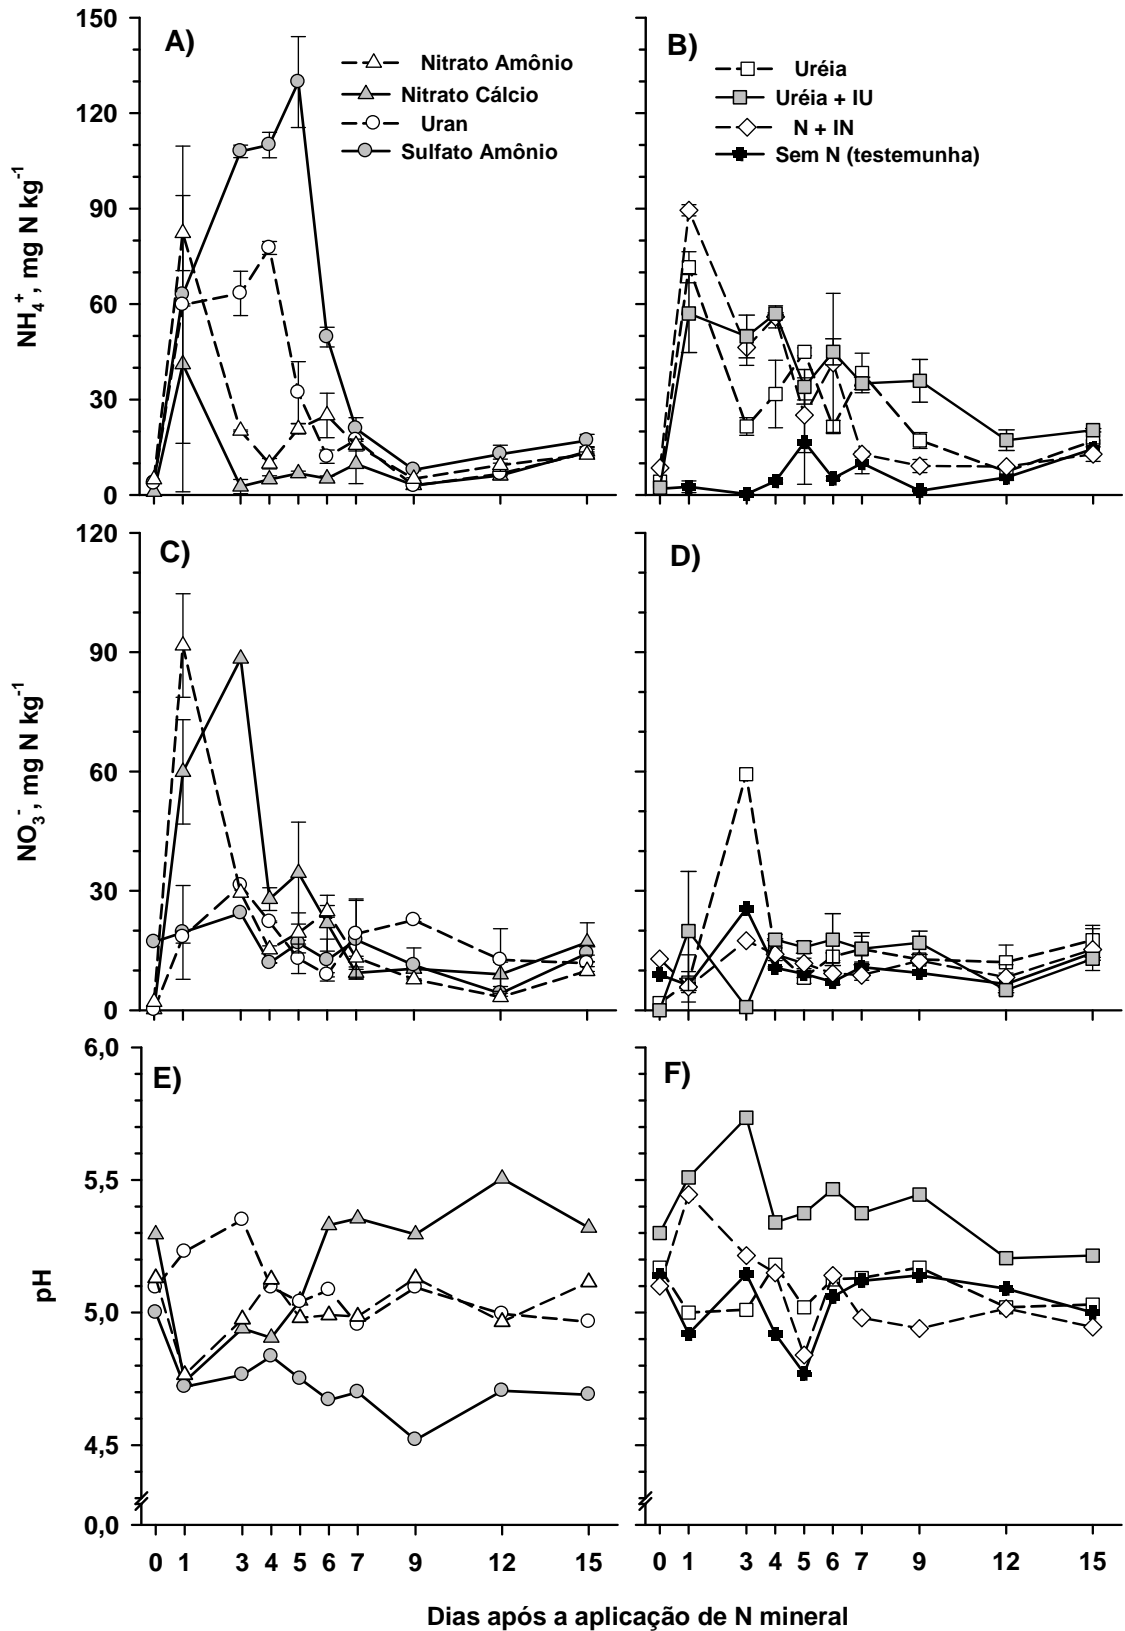 A)
Nitrato Amônio
Nitrato Cálcio
Uran
Sulfato Amônio
150
120
90
60
30
0
NH₄⁺, mg N kg⁻¹
B)
Uréia
Uréia + IU
N + IN
Sem N (testemunha)
C)
120
90
60
30
0
NO₃⁻, mg N kg⁻¹
D)
E)
6,0
5,5
5,0
4,5
0,0
pH
F)
0 1 3 4 5 6 7 9 12 15
0 1 3 4 5 6 7 9 12 15
Dias após a aplicação de N mineral